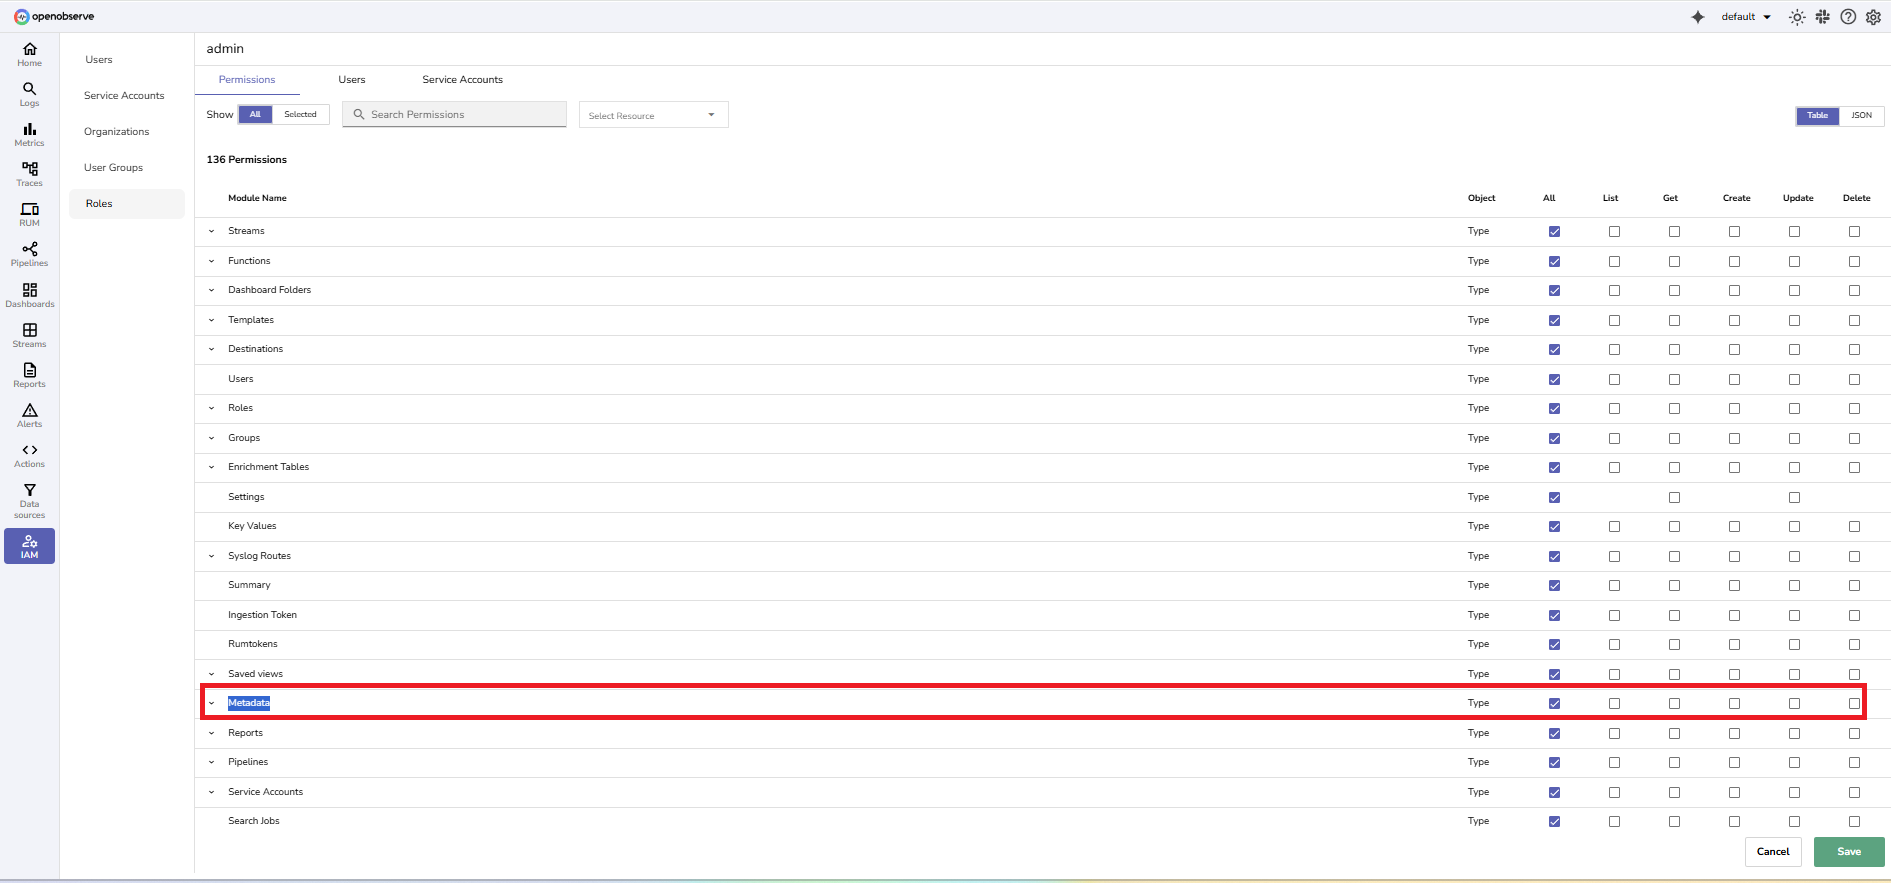 openobserve
default
Home
Logs
Metrics
Traces
RUM
Pipelines
Dashboards
Streams
Reports
Alerts
Actions
Data
sources
IAM
Users
Service Accounts
Organizations
User Groups
Roles
admin
Permissions Users Service Accounts
Show All Selected Search Permissions Select Resource Table JSON
136 Permissions
Module Name Object All List Get Create Update Delete
Streams Type
Functions Type
Dashboard Folders Type
Templates Type
Destinations Type
Users Type
Roles Type
Groups Type
Enrichment Tables Type
Settings Type
Key Values Type
Syslog Routes Type
Summary Type
Ingestion Token Type
Rumtokens Type
Saved views Type
Metadata Type
Reports Type
Pipelines Type
Service Accounts Type
Search Jobs Type
Cancel Save